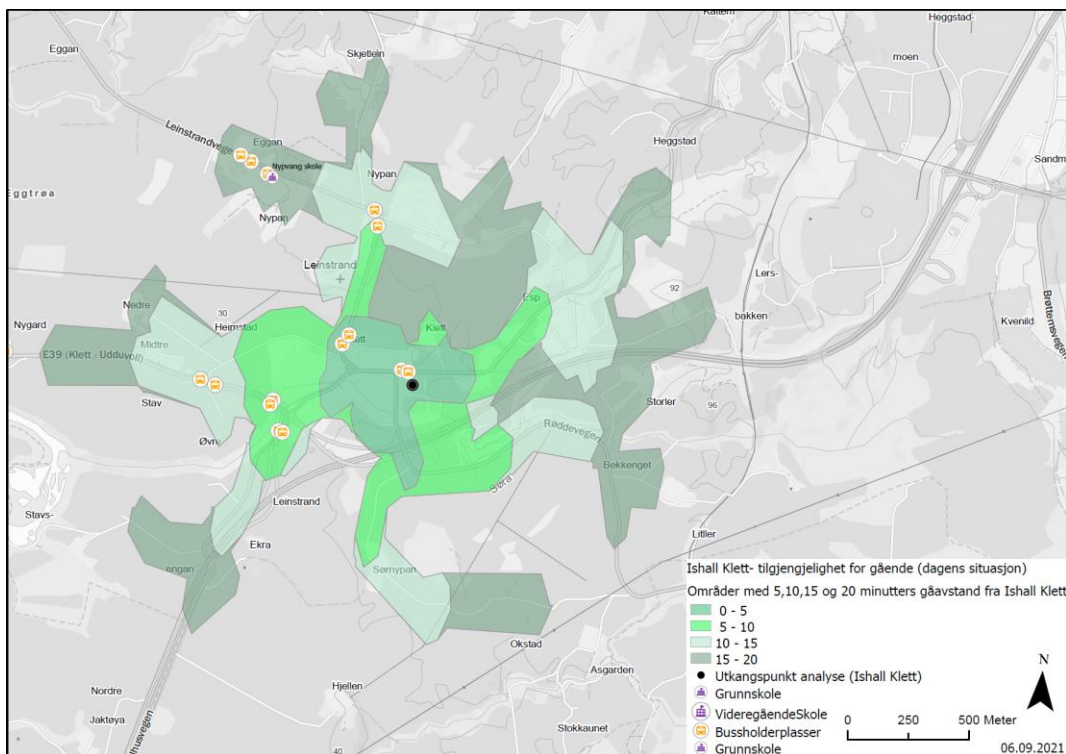 Eggan
Kattem
Heggstad-
moen
Skjetlein
Leinstrandvege
Eggan
Heggstad
Nypvang skole
Sandm
Eggtrøa
Nypan
Nypan
Leinstrand
92
Lers-
bakken
Esp
Nedre
30
Nygard
Heimstad
Klett
Kvenild
Brøttemsvegen
Midtre
E39 (Klett - Udduvoll)
Stav
Storler
96
Øvre
Røddevegen
Bekkenget
Søra
Leinstrand
Stavs-
Ekra
Litller
engan
Sørnypan
Okstad
Asgarden
Hjellen
Nordre
Jaktøya
Stokkaunet
40
Ishall Klett- tilgjengjelighet for gående (dagens situasjon)
Områder med 5,10,15 og 20 minutters gåavstand fra Ishall Klett
0 - 5
5 - 10
10 - 15
15 - 20
Utkangspunkt analyse (Ishall Klett)
Grunnskole
VideregåendeSkole
Bussholderplasser
Grunnskole
N
0 250 500 Meter
06.09.2021